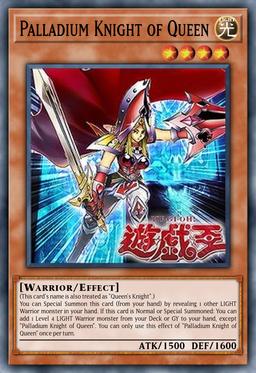 PALLADIUM KNIGHT OF QUEEN
光
YU-GI-OH!
遊戯王
[WARRIOR/EFFECT]
(This card's name is also treated as "Queen's Knight".)
You can Special Summon this card (from your hand) by revealing 1 other LIGHT
Warrior monster in your hand. If this card is Normal or Special Summoned: You can
add 1 Level 4 LIGHT Warrior monster from your Deck or GY to your hand, except
"Palladium Knight of Queen". You can only use this effect of "Palladium Knight of
Queen" once per turn.
ATK/1500 DEF/1600